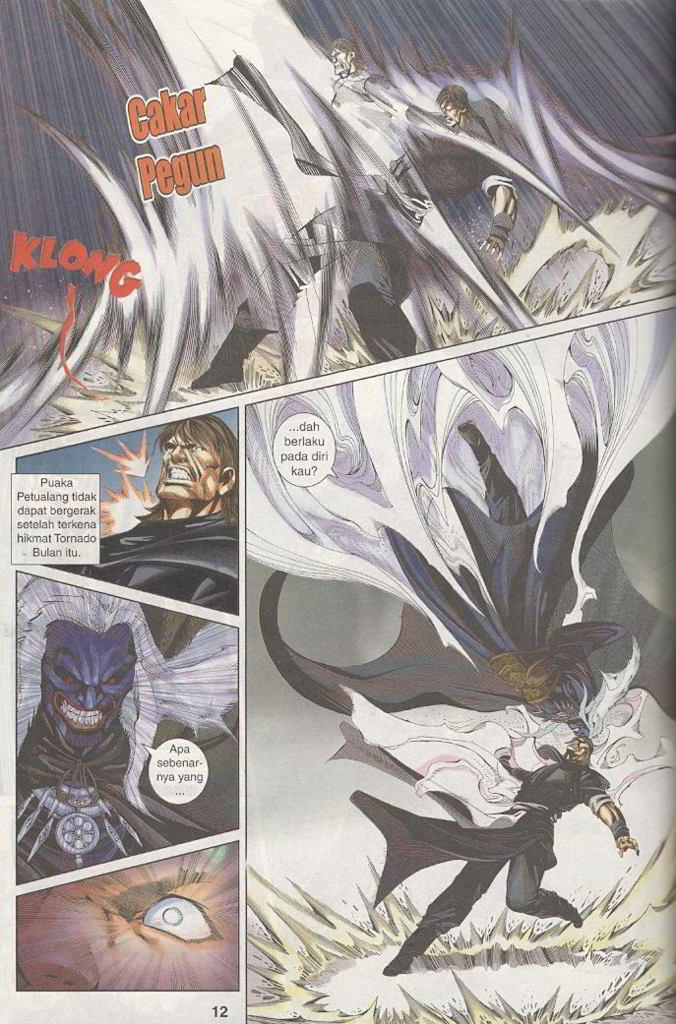 Cakar
Pegun
KLONG
...dah
berlaku
pada diri
kau?
Puaka
Petualang tidak
dapat bergerak
setelah terkena
hikmat Tornado
Bulan itu.
Apa
sebenar-
nya yang
...
12